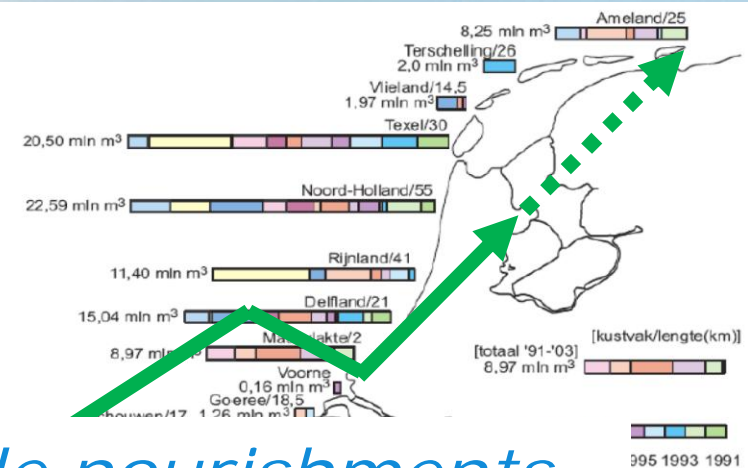 Ameland/25
8,25 mln m³
Terschelling/26
2,0 mln m³
Vlieland/14,5
1,97 mln m³
Texel/30
20,50 mln m³
Noord-Holland/55
22,59 mln m³
Rijnland/41
11,40 mln m³
Delfland/21
15,04 mln m³
/2
8,97 m
[kustvak/lengte(km)]
[totaal '91-'03]
8,97 mln m³
Voorne
0,16 mln m³
Goeree/18,5
1,26 mln m³
nourishments
1993 1991